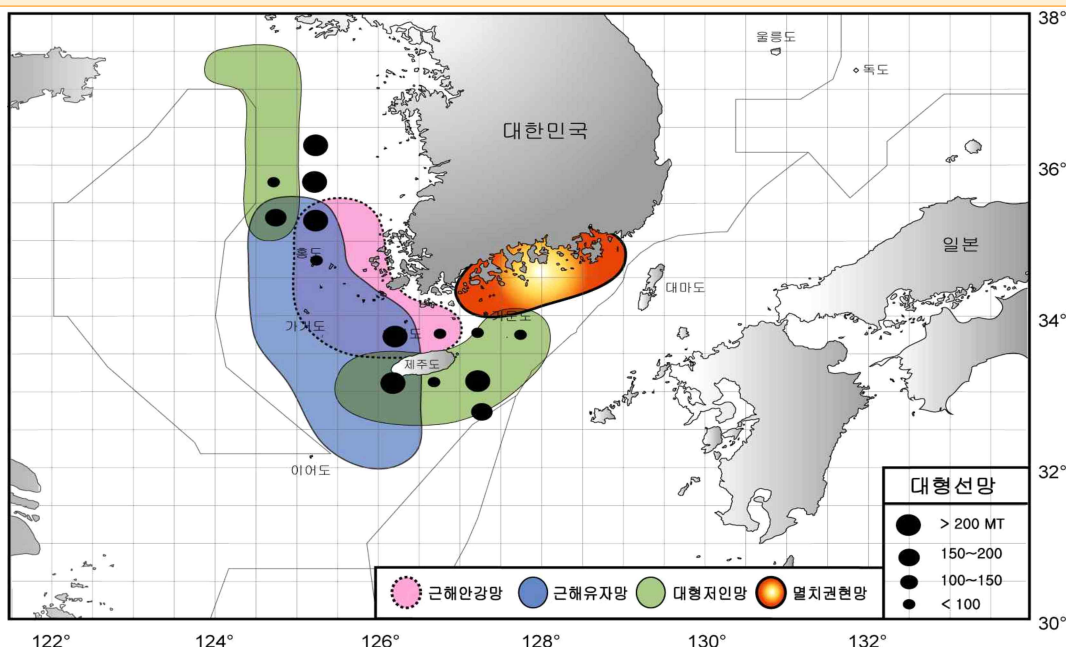 38°
울릉도
독도
대한민국
36°
일본
홍도
대마도
가거도
34°
제주도
32°
이어도
대형선망
> 200 MT
150~200
100~150
< 100
근해안강망
근해유자망
대형저인망
멸치권현망
30°
122°
124°
126°
128°
130°
132°